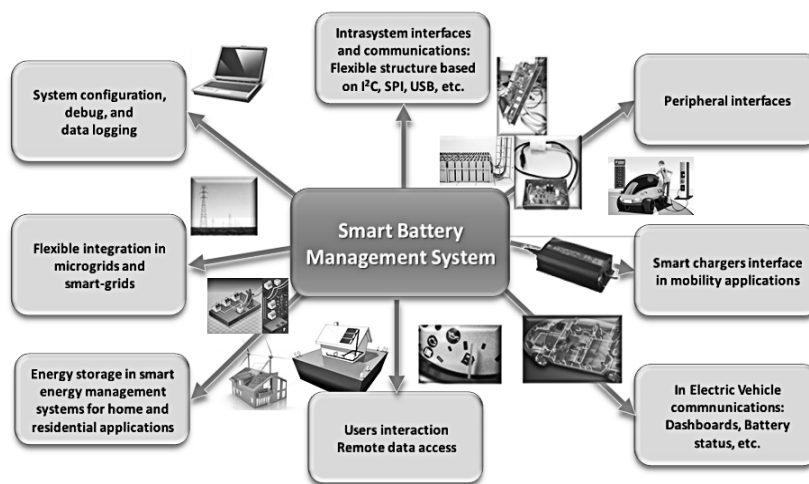 Intrasystem interfaces
and communications:
Flexible structure based
on I²C, SPI, USB, etc.
System configuration,
debug, and
data logging
Peripheral interfaces
Smart Battery
Management System
Flexible integration in
microgrids and
smart-grids
Smart chargers interface
in mobility applications
Energy storage in smart
energy management
systems for home and
residential applications
Users interaction
Remote data access
In Electric Vehicle
commnunications:
Dashboards, Battery
status, etc.